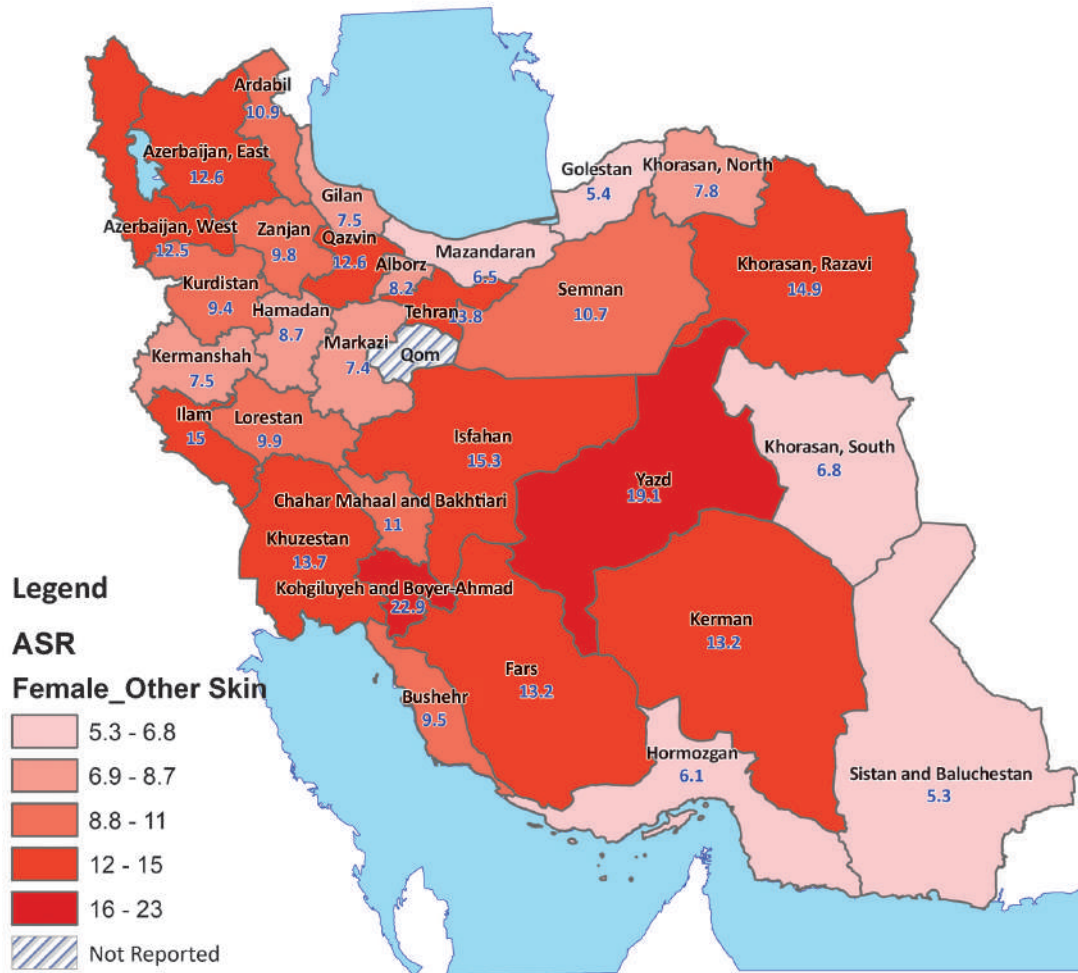 Ardabil
10.9
Azerbaijan, East
12.6
Golestan
5.4
Khorasan, North
7.8
Gilan
7.5
Azerbaijan, West
12.5
Zanjan
9.8
Qazvin
12.6
Mazandaran
6.5
Alborz
8.2
Khorasan, Razavi
14.9
Kurdistan
9.4
Semnan
10.7
Hamadan
8.7
Tehran
13.8
Markazi
7.4
Qom
Kermanshah
7.5
Ilam
15
Lorestan
9.9
Isfahan
15.3
Khorasan, South
6.8
Yazd
19.1
Chahar Mahaal and Bakhtiari
11
Khuzestan
13.7
Kohgiluyeh and Boyer-Ahmad
22.9
Kerman
13.2
Fars
13.2
Bushehr
9.5
Hormozgan
6.1
Sistan and Baluchestan
5.3
Legend
ASR
Female_Other Skin
5.3 - 6.8
6.9 - 8.7
8.8 - 11
12 - 15
16 - 23
Not Reported